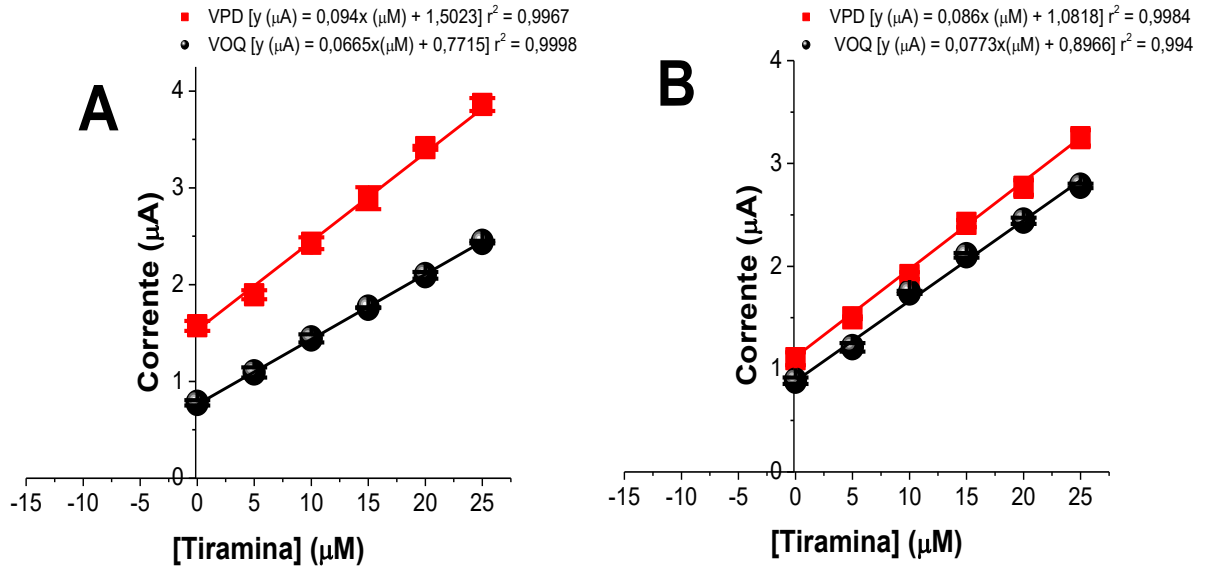 VPD [y (μA) = 0,094x (μM) + 1,5023] r² = 0,9967
VOQ [y (μA) = 0,0665x(μM) + 0,7715] r² = 0,9998
A
Corrente (μA)
4
3
2
1
0
-15 -10 -5 0 5 10 15 20 25
[Tiramina] (μM)
VPD [y (μA) = 0,086x (μM) + 1,0818] r² = 0,9984
VOQ [y (μA) = 0,0773x(μM) + 0,8966] r² = 0,994
B
Corrente (μA)
4
3
2
1
0
-15 -10 -5 0 5 10 15 20 25
[Tiramina] (μM)